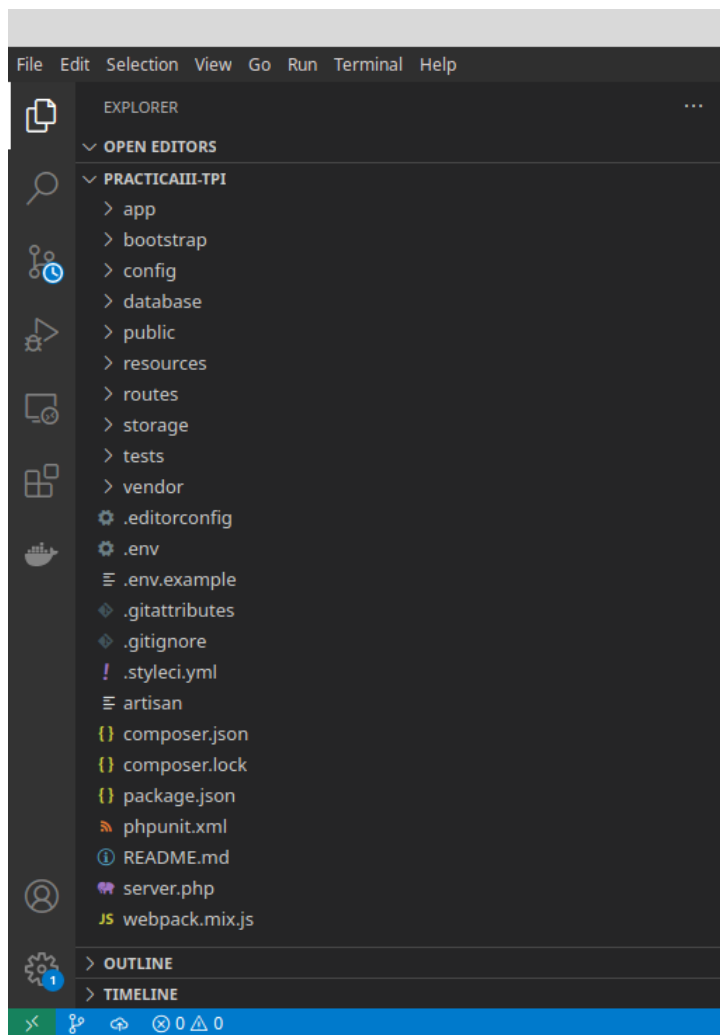 File Edit Selection View Go Run Terminal Help
EXPLORER
OPEN EDITORS
PRACTICAIII-TPI
app
bootstrap
config
database
public
resources
routes
storage
tests
vendor
.editorconfig
.env
.env.example
.gitattributes
.gitignore
! .styleci.yml
artisan
{} composer.json
{} composer.lock
{} package.json
phpunit.xml
README.md
server.php
JS webpack.mix.js
OUTLINE
1
TIMELINE
0 0